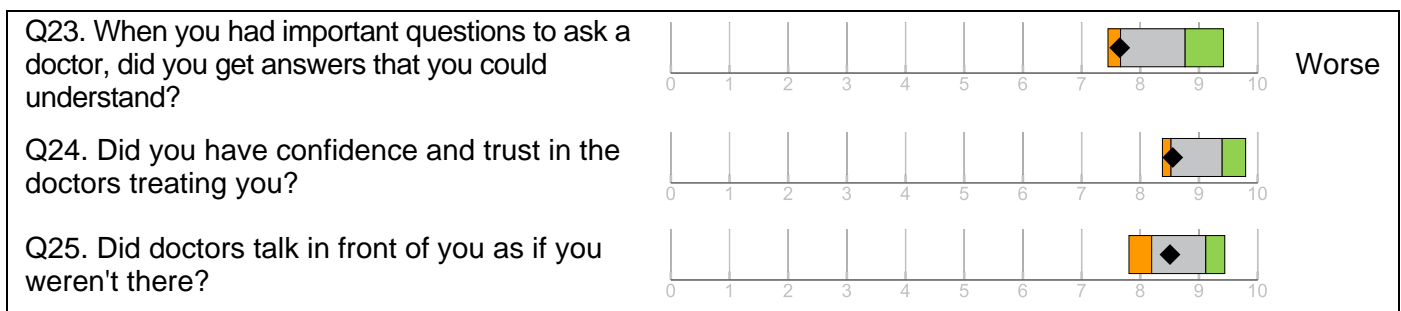 Q23. When you had important questions to ask a
doctor, did you get answers that you could
understand?
0 1 2 3 4 5 6 7 8 9 10
Worse
Q24. Did you have confidence and trust in the
doctors treating you?
0 1 2 3 4 5 6 7 8 9 10
Q25. Did doctors talk in front of you as if you
weren't there?
0 1 2 3 4 5 6 7 8 9 10